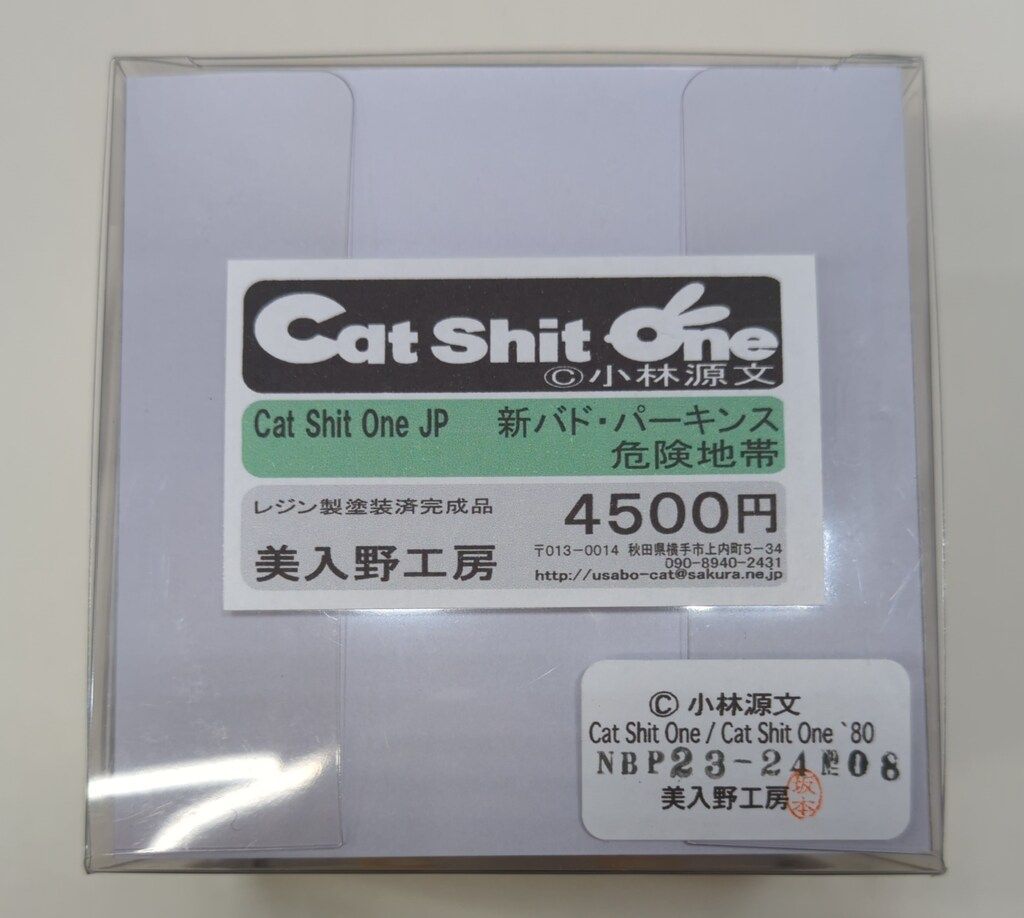 Cat Shit One
©小林源文
Cat Shit One JP 新バド・パーキンス
危険地帯
レジン製塗装済完成品 4500円
美入野工房 〒013-0014 秋田県横手市上内町5-34
090-8940-2431
http://usabo-cat@sakura.ne.jp
© 小林源文
Cat Shit One / Cat Shit One `80
NBP23-24 08
美入野工房 坂本